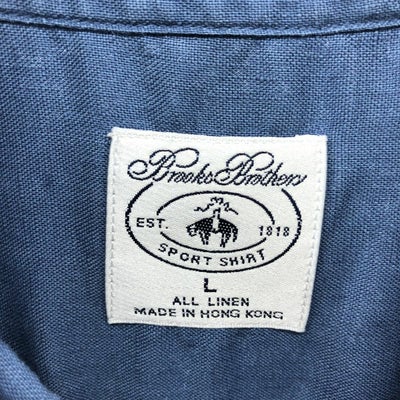 Brooks Brothers
EST. 1818
SPORT SHIRT
L
ALL LINEN
MADE IN HONG KONG